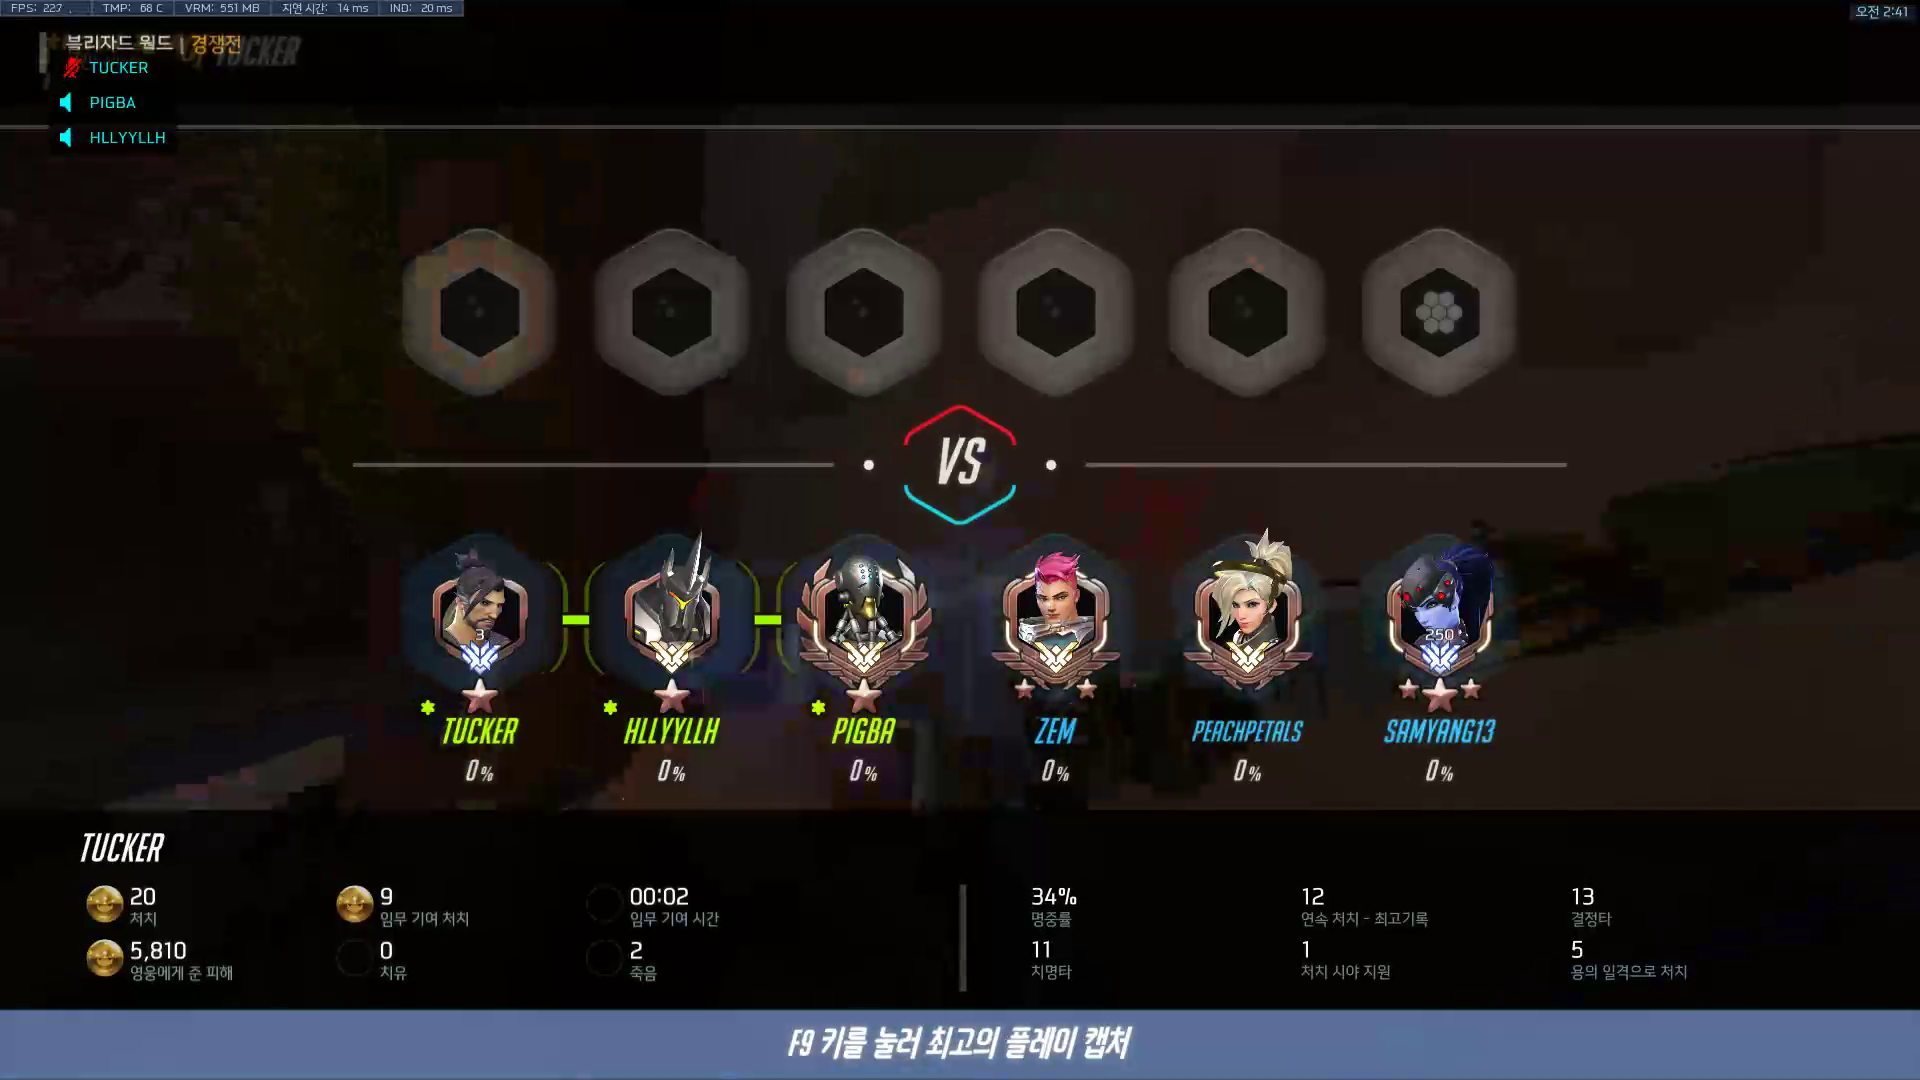 FPS: 227
TMP: 68 C
VRM: 551 MB
지연 시간: 14 ms
IND: 20 ms
오전 2:41
블리자드 월드 | 경쟁전
TUCKER
TUCKER
PIGBA
HLLYYLLH
VS
3
250
TUCKER
HLLYYLLH
PIGBA
ZEM
PEACHPETALS
SAMYANG13
0%
0%
0%
0%
0%
0%
TUCKER
20
처치
9
임무 기여 처치
00:02
임무 기여 시간
34%
명중률
12
연속 처치 - 최고기록
13
결정타
5,810
영웅에게 준 피해
0
치유
2
죽음
11
치명타
1
처치 시야 지원
5
용의 일격으로 처치
F9 키를 눌러 최고의 플레이 캡처